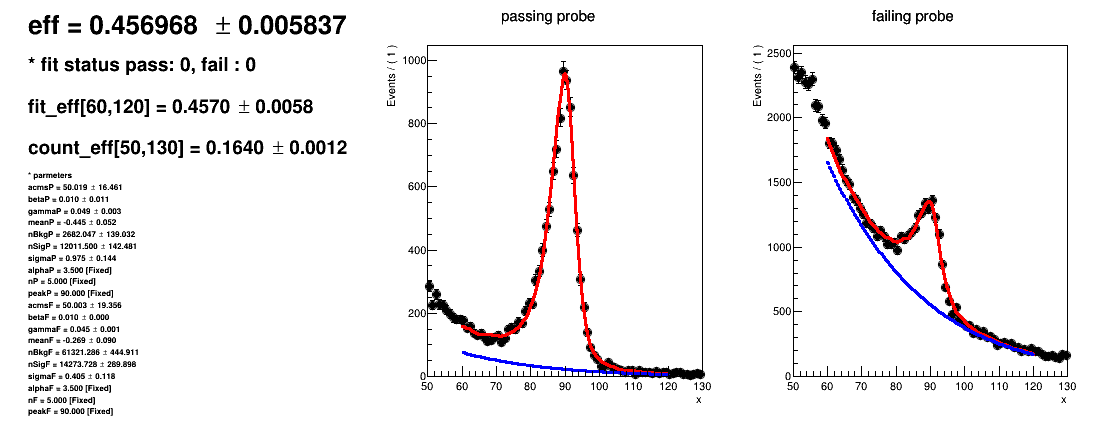 eff = 0.456968 ± 0.005837
* fit status pass: 0, fail : 0
fit_eff[60,120] = 0.4570 ± 0.0058
count_eff[50,130] = 0.1640 ± 0.0012
* parmeters
acmsP = 50.019 ± 16.461
betaP = 0.010 ± 0.011
gammaP = 0.049 ± 0.003
meanP = -0.445 ± 0.052
nBkgP = 2682.047 ± 139.032
nSigP = 12011.500 ± 142.481
sigmaP = 0.975 ± 0.144
alphaP = 3.500 [Fixed]
nP = 5.000 [Fixed]
peakP = 90.000 [Fixed]
acmsF = 50.003 ± 19.356
betaF = 0.010 ± 0.000
gammaF = 0.045 ± 0.001
meanF = -0.269 ± 0.090
nBkgF = 61321.286 ± 444.911
nSigF = 14273.728 ± 289.898
sigmaF = 0.405 ± 0.118
alphaF = 3.500 [Fixed]
nF = 5.000 [Fixed]
peakF = 90.000 [Fixed]
passing probe
Events / ( 1 )
1000
800
600
400
200
0
50 60 70 80 90 100 110 120 130
x
failing probe
Events / ( 1 )
2500
2000
1500
1000
500
0
50 60 70 80 90 100 110 120 130
x